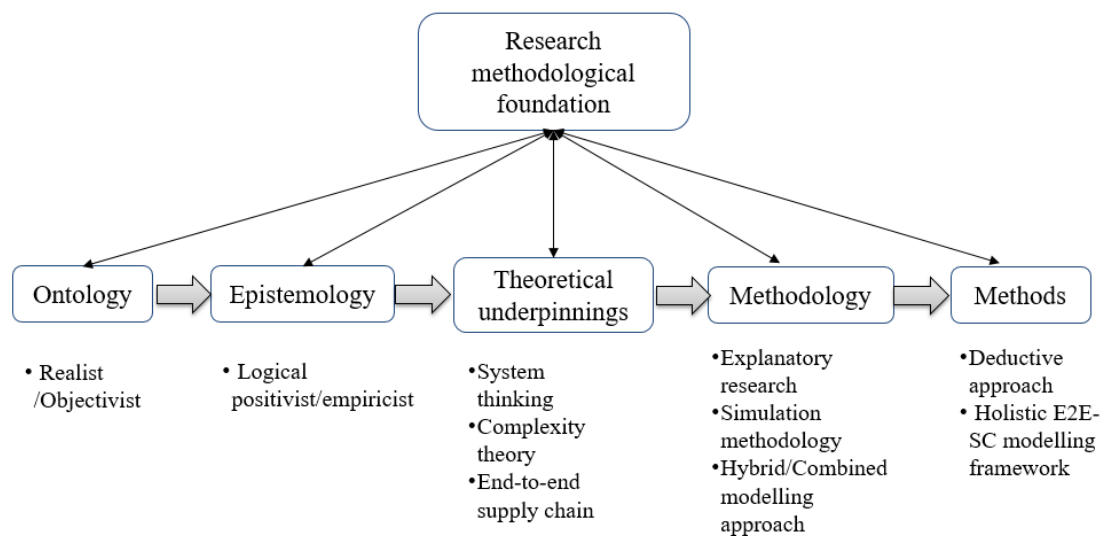 Research
methodological
foundation
Ontology
Epistemology
Theoretical
underpinnings
Methodology
Methods
• Realist
/Objectivist
• Logical
positivist/empiricist
•System
thinking
•Complexity
theory
•End-to-end
supply chain
•Explanatory
research
•Simulation
methodology
•Hybrid/Combined
modelling
approach
•Deductive
approach
• Holistic E2E-
SC modelling
framework